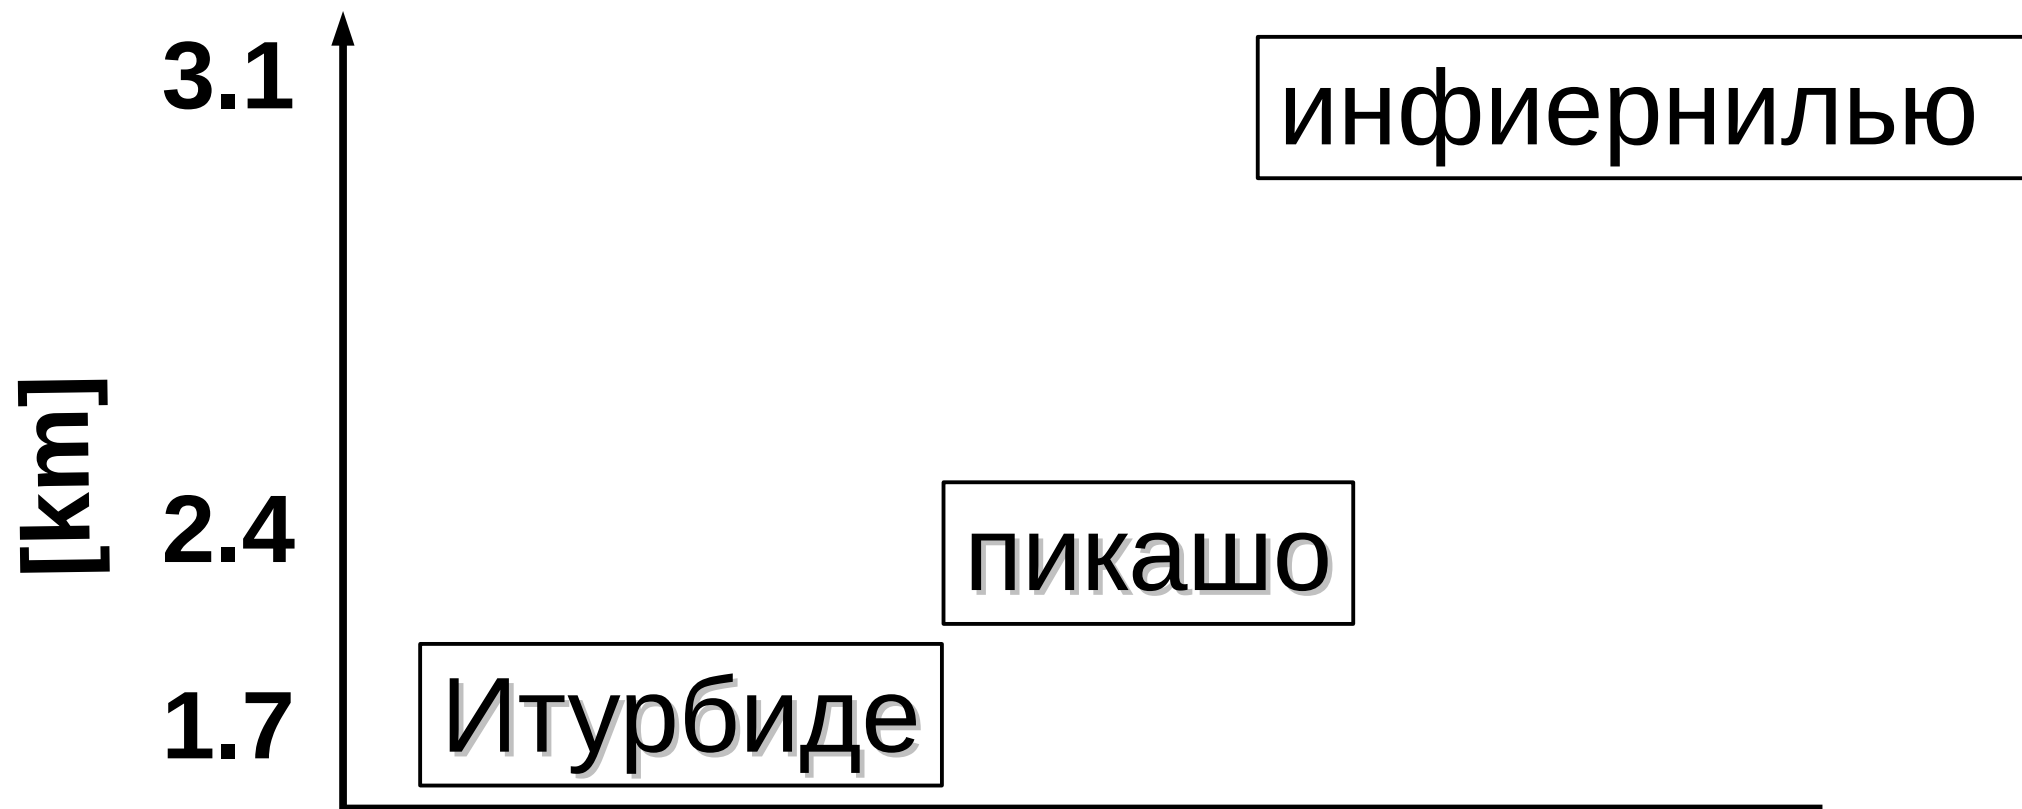 3.1
инфиернилью
[km]
2.4
пикашо
1.7
Итурбиде